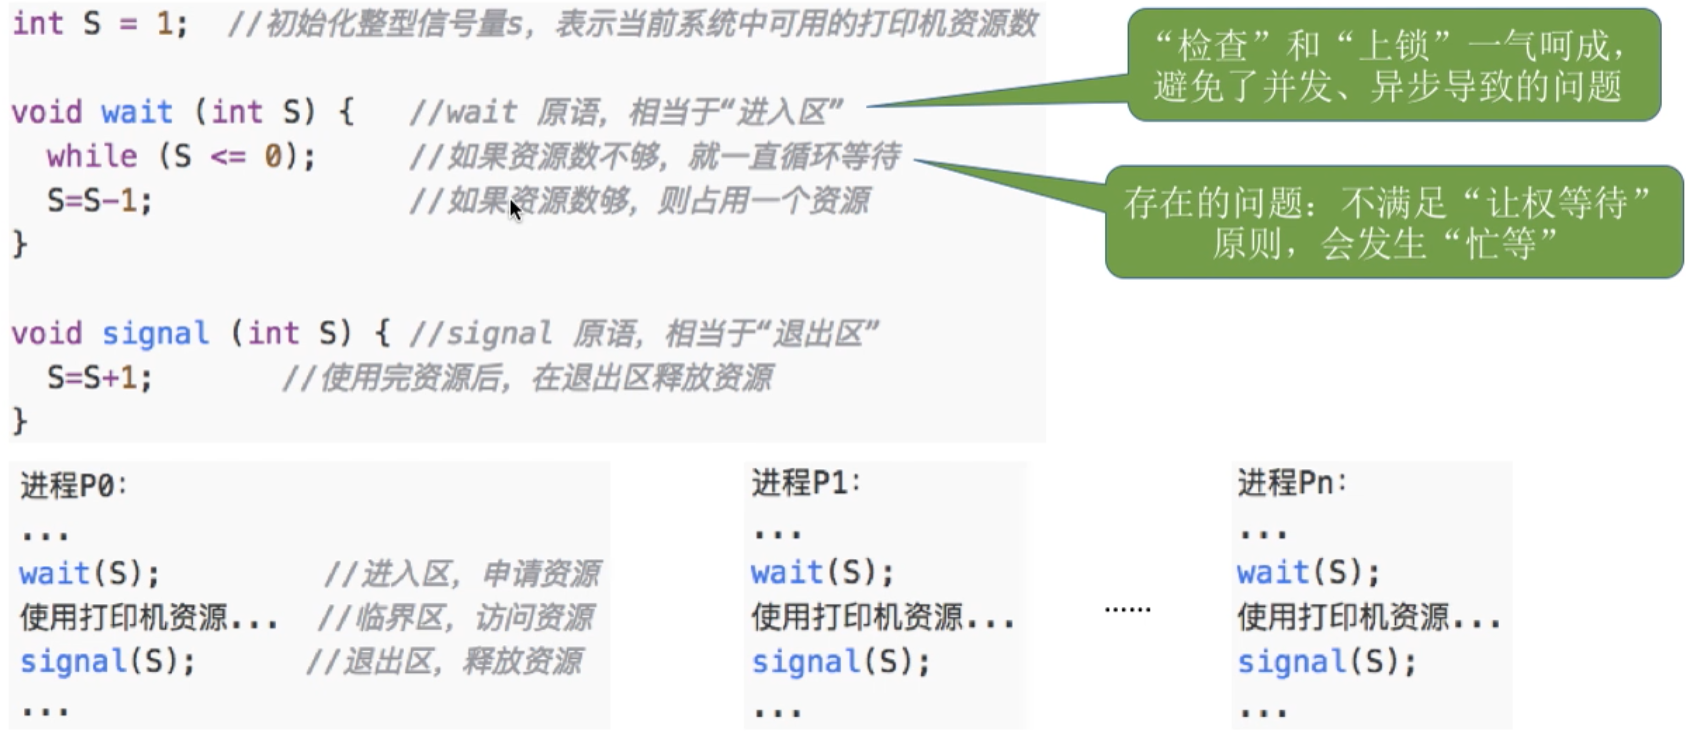 int S = 1;  //初始化整型信号量s，表示当前系统中可用的打印机资源数
“检查”和“上锁”一气呵成，
避免了并发、异步导致的问题
void wait (int S) {   //wait 原语，相当于“进入区”
while (S <= 0);      //如果资源数不够，就一直循环等待
S=S-1;              //如果资源数够，则占用一个资源
}
存在的问题：不满足“让权等待”
原则，会发生“忙等”
void signal (int S) { //signal 原语，相当于“退出区”
S=S+1;        //使用完资源后，在退出区释放资源
}
进程P0:
...
wait(S);          //进入区，申请资源
使用打印机资源...  //临界区，访问资源
signal(S);       //退出区，释放资源
...
进程P1:
...
wait(S);
使用打印机资源...
signal(S);
...
......
进程Pn:
...
wait(S);
使用打印机资源...
signal(S);
...